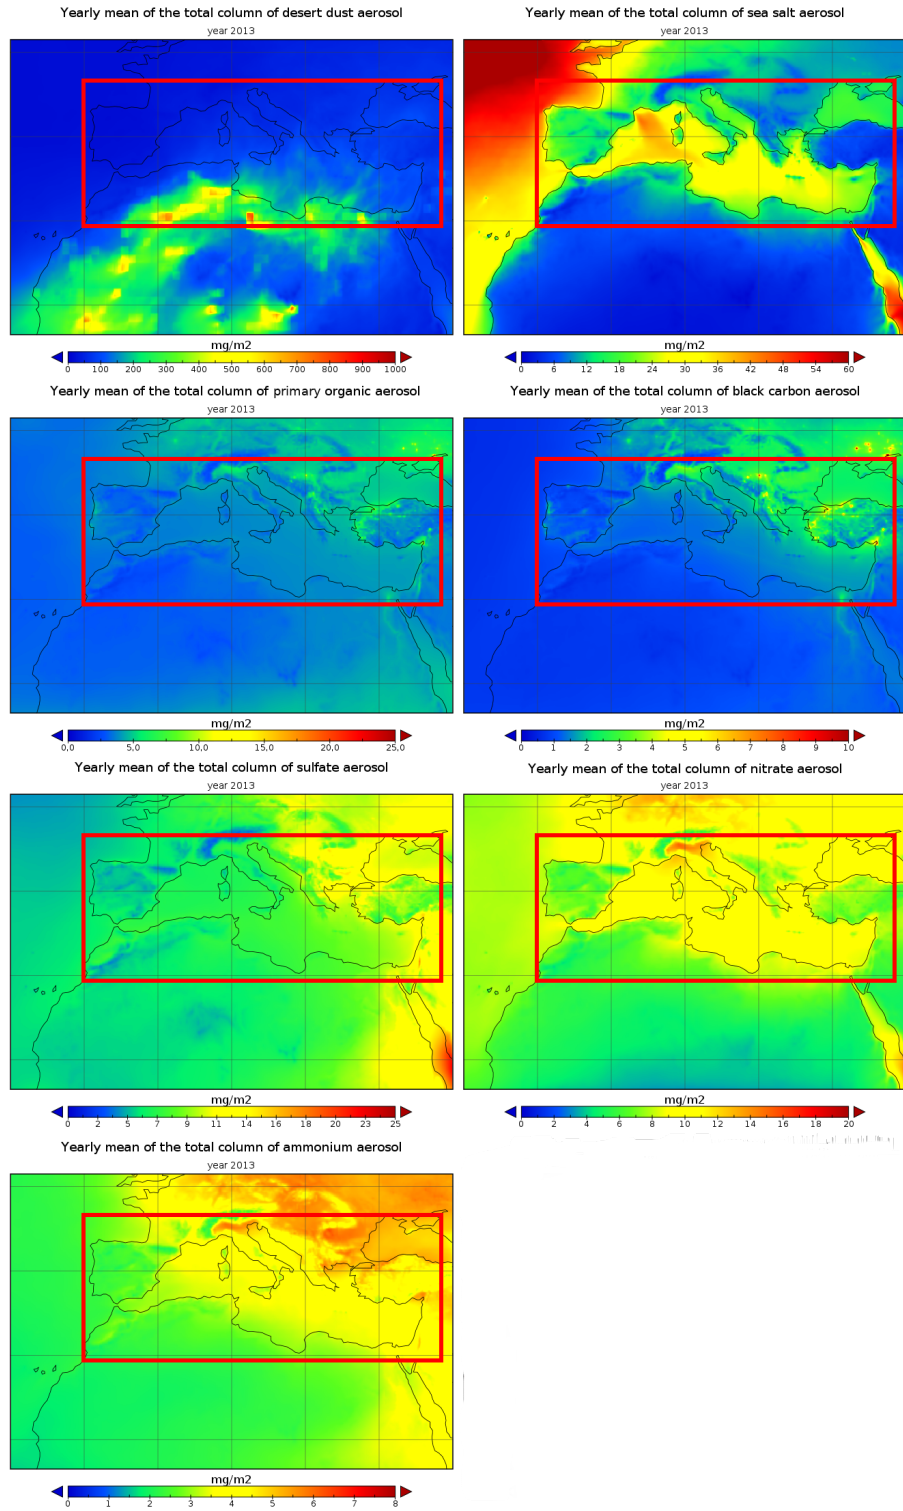 Yearly mean of the total column of desert dust aerosol
year 2013
mg/m2
0 100 200 300 400 500 600 700 800 900 1000
Yearly mean of the total column of sea salt aerosol
year 2013
mg/m2
0 6 12 18 24 30 36 42 48 54 60
Yearly mean of the total column of primary organic aerosol
year 2013
mg/m2
0.0 5.0 10.0 15.0 20.0 25.0
Yearly mean of the total column of black carbon aerosol
year 2013
mg/m2
0 1 2 3 4 5 6 7 8 9 10
Yearly mean of the total column of sulfate aerosol
year 2013
mg/m2
0 2 5 7 9 11 14 16 18 20 23 25
Yearly mean of the total column of nitrate aerosol
year 2013
mg/m2
0 2 4 6 8 10 12 14 16 18 20
Yearly mean of the total column of ammonium aerosol
year 2013
mg/m2
0 1 2 3 4 5 6 7 8